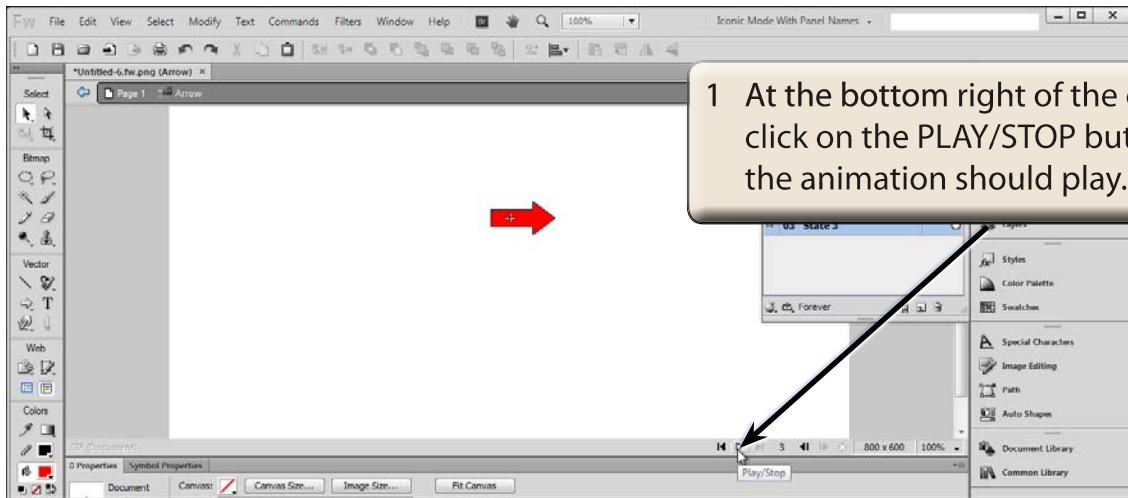 Fw File Edit View Select Modify Text Commands Filters Window Help 100% Iconic Mode With Panel Names
*Untitled-6.fw.png (Arrow) ×
Select
Page 1 Arrow
1 At the bottom right of the
click on the PLAY/STOP but
the animation should play.
Bitmap
03 State 3
Layers
Vector
Styles
Color Palette
Forever
Swatches
Web
Special Characters
Image Editing
Path
Colors
Auto Shapes
GIF (Document)
3 800 x 600 100%
Document Library
Play/Stop
Properties Symbol Properties
Common Library
Document Canvas: Canvas Size... Image Size... Fit Canvas